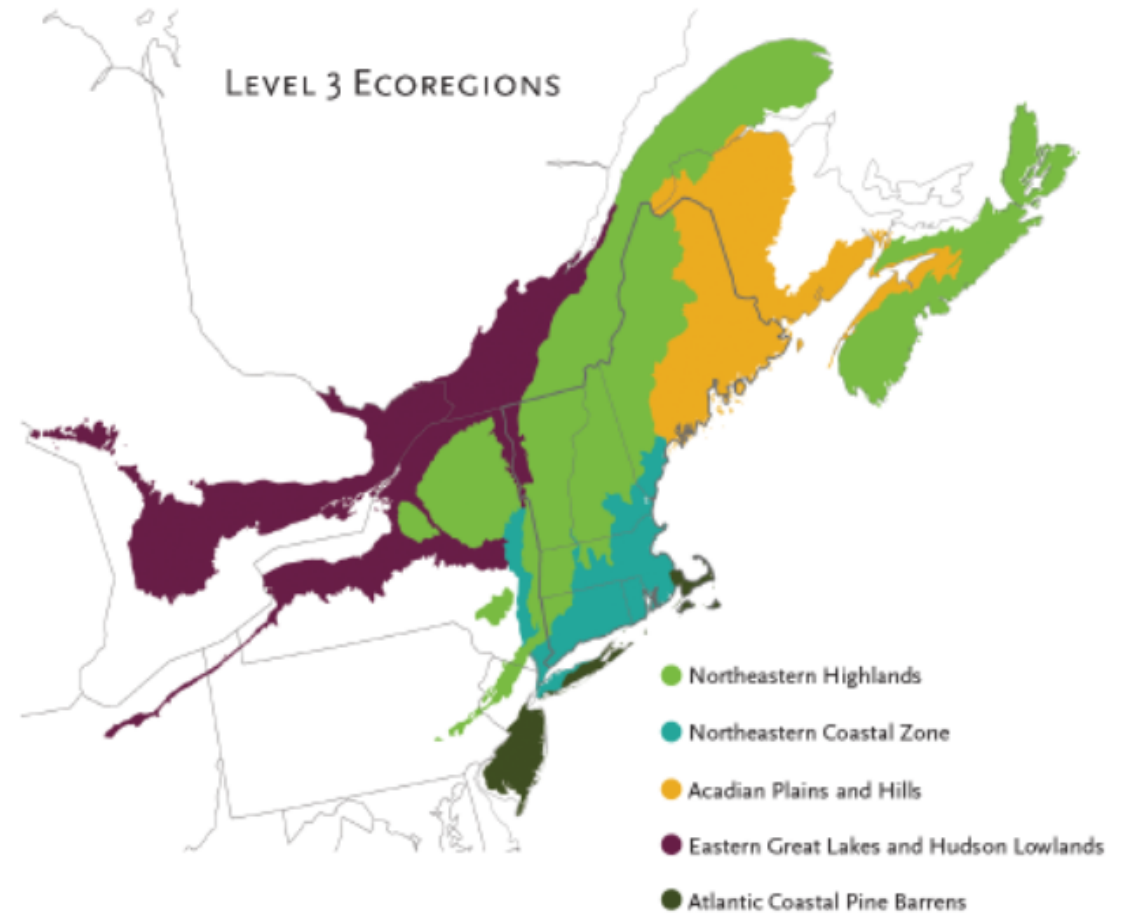 Level 3 Ecoregions
Northeastern Highlands
Northeastern Coastal Zone
Acadian Plains and Hills
Eastern Great Lakes and Hudson Lowlands
Atlantic Coastal Pine Barrens